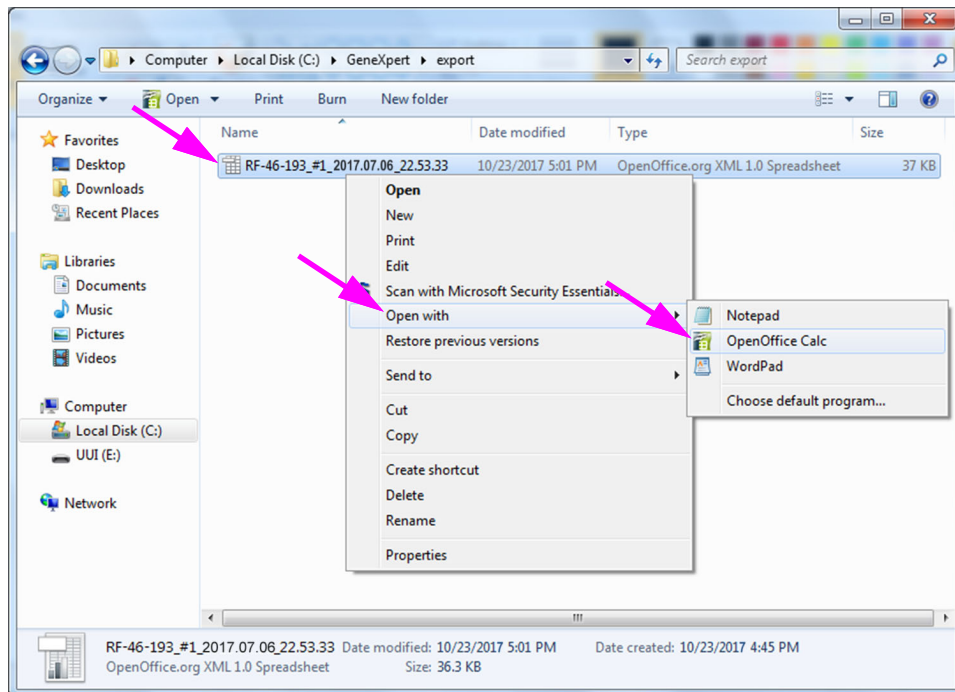 Computer ▸ Local Disk (C:) ▸ GeneXpert ▸ export
Search export
Organize Open Print Burn New folder
Name Date modified Type Size
RF-46-193_#1_2017.07.06_22.53.33 10/23/2017 5:01 PM OpenOffice.org XML 1.0 Spreadsheet 37 KB
Favorites
Desktop
Downloads
Recent Places
Libraries
Documents
Music
Pictures
Videos
Computer
Local Disk (C:)
UUI (E:)
Network
Open
New
Print
Edit
Scan with Microsoft Security Essentials
Open with
Restore previous versions
Send to
Cut
Copy
Create shortcut
Delete
Rename
Properties
Notepad
OpenOffice Calc
WordPad
Choose default program...
RF-46-193_#1_2017.07.06_22.53.33 Date modified: 10/23/2017 5:01 PM Date created: 10/23/2017 4:45 PM
OpenOffice.org XML 1.0 Spreadsheet Size: 36.3 KB